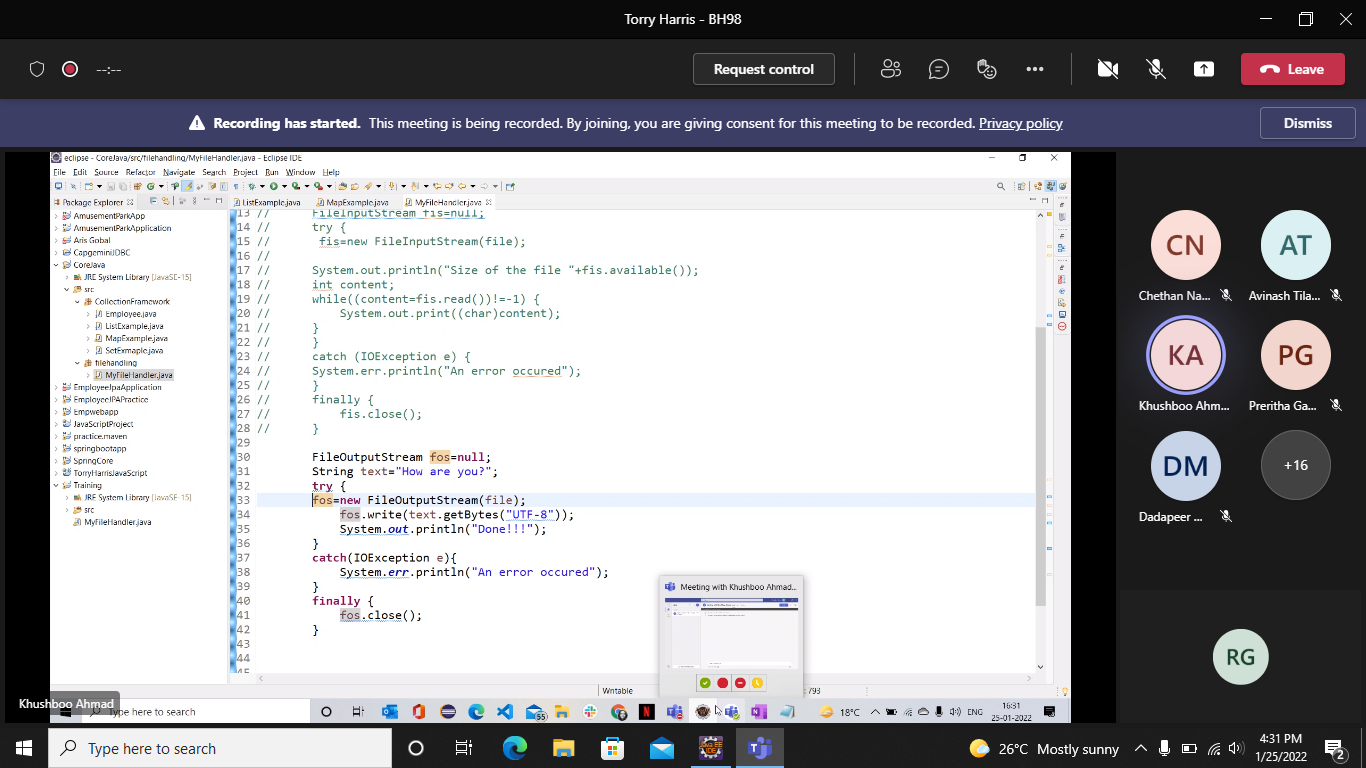 Torry Harris - BH98
--:--
Request control
Leave
Recording has started. This meeting is being recorded. By joining, you are giving consent for this meeting to be recorded. Privacy policy
Dismiss
eclipse - CoreJava/src/filehandling/MyFileHandler.java - Eclipse IDE
File Edit Source Refactor Navigate Search Project Run Window Help
Package Explorer
ListExample.java
MapExample.java
MyFileHandler.java
AmusementParkApp
AmusementParkApplication
Aris Gobal
CapgeminiJDBC
CoreJava
JRE System Library [JavaSE-15]
src
CollectionFramework
Employee.java
ListExample.java
MapExample.java
SetExmaple.java
filehandling
MyFileHandler.java
EmployeeJpaApplication
EmployeeJPAPractice
Empwebapp
JavaScriptProject
practice.maven
springbootapp
SpringCore
TorryHarrisJavaScript
Training
JRE System Library [JavaSE-15]
src
MyFileHandler.java
13 // FileInputStream fis=null;
14 // try {
15 // fis=new FileInputStream(file);
16 //
17 // System.out.println("Size of the file "+fis.available());
18 // int content;
19 // while((content=fis.read())!=-1) {
20 // System.out.print((char)content);
21 // }
22 // }
23 // catch (IOException e) {
24 // System.err.println("An error occured");
25 // }
26 // finally {
27 // fis.close();
28 // }
29
30 FileOutputStream fos=null;
31 String text="How are you?";
32 try {
33 fos=new FileOutputStream(file);
34 fos.write(text.getBytes("UTF-8"));
35 System.out.println("Done!!!");
36 }
37 catch(IOException e){
38 System.err.println("An error occured");
39 }
40 finally {
41 fos.close();
42 }
43
44
45
Meeting with Khushboo Ahmad...
Writable
: 793
Khushboo Ahmad
Type here to search
55
18°C
ENG
16:31
25-01-2022
CN
Chethan Na...
AT
Avinash Tila...
KA
Khushboo Ahm...
PG
Preritha Ga...
DM
Dadapeer ...
+16
RG
Type here to search
Java EE
IDE
26°C Mostly sunny
4:31 PM
1/25/2022
2